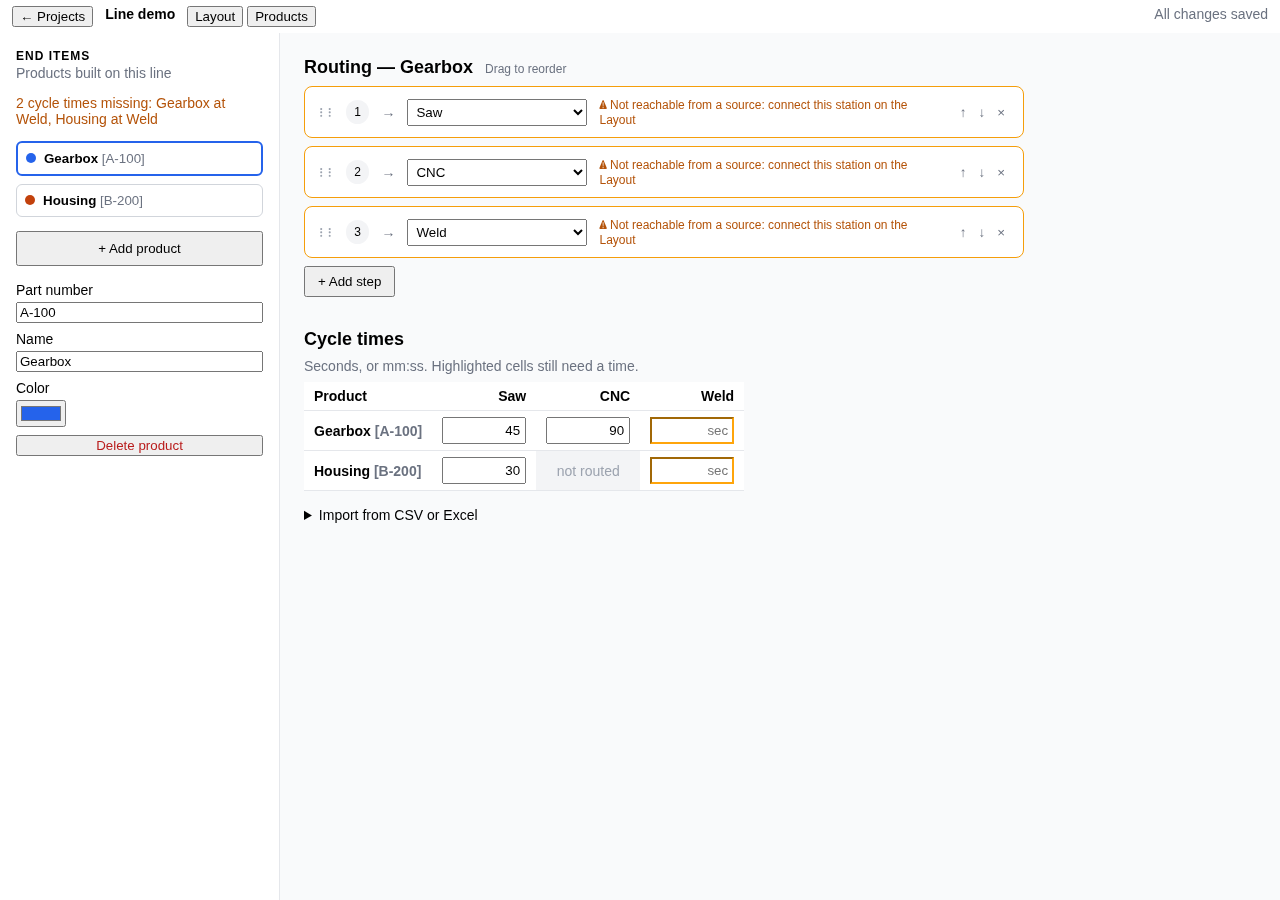 ← Projects Line demo Layout Products All changes saved
END ITEMS
Products built on this line
2 cycle times missing: Gearbox at
Weld, Housing at Weld
Gearbox [A-100]
Housing [B-200]
+ Add product
Part number
A-100
Name
Gearbox
Color
Delete product
Routing — Gearbox Drag to reorder
1 → Saw ⚠ Not reachable from a source: connect this station on the
Layout ↑ ↓ ×
2 → CNC ⚠ Not reachable from a source: connect this station on the
Layout ↑ ↓ ×
3 → Weld ⚠ Not reachable from a source: connect this station on the
Layout ↑ ↓ ×
+ Add step
Cycle times
Seconds, or mm:ss. Highlighted cells still need a time.
Product Saw CNC Weld
Gearbox [A-100] 45 90 sec
Housing [B-200] 30 not routed sec
▶ Import from CSV or Excel